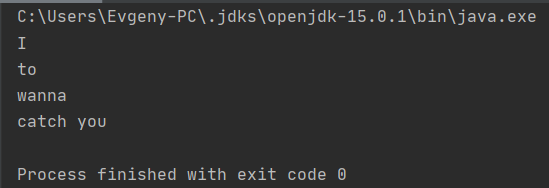 C:\Users\Evgeny-PC\.jdks\openjdk-15.0.1\bin\java.exe
I
to
wanna
catch you
Process finished with exit code 0